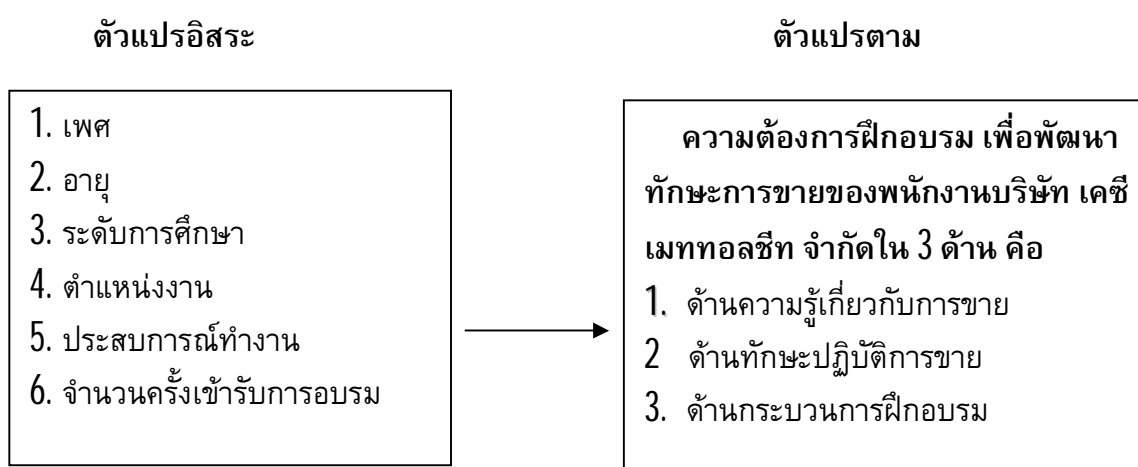 ตัวแปรอิสระ
1. เพศ
2. อายุ
3. ระดับการศึกษา
4. ตำแหน่งงาน
5. ประสบการณ์ทำงาน
6. จำนวนครั้งเข้ารับการอบรม
ตัวแปรตาม
ความต้องการฝึกอบรม เพื่อพัฒนา
ทักษะการขายของพนักงานบริษัท เคซี
เมททอลชีท จำกัดใน 3 ด้าน คือ
1. ด้านความรู้เกี่ยวกับการขาย
2 ด้านทักษะปฏิบัติการขาย
3. ด้านกระบวนการฝึกอบรม